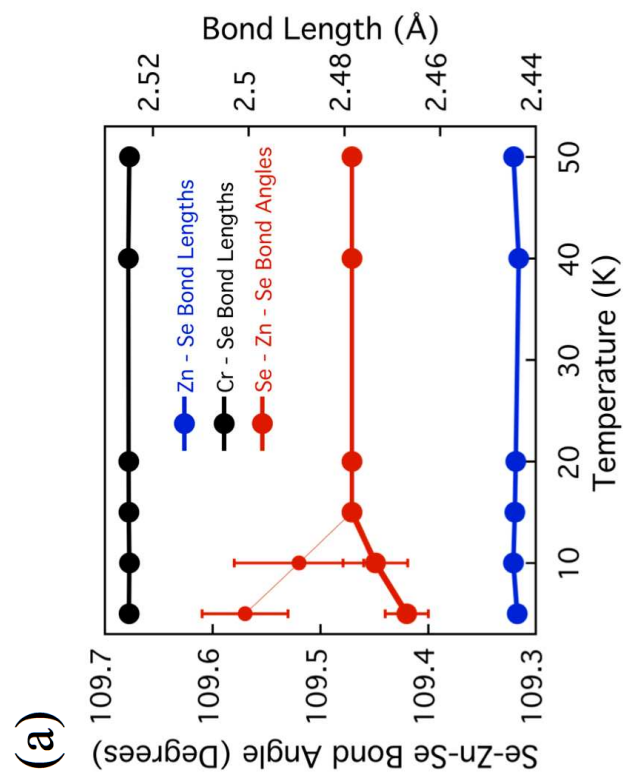 (a)
Bond Length (Å)
2.52
2.5
2.48
2.46
2.44
Zn - Se Bond Lengths
Cr - Se Bond Lengths
Se - Zn - Se Bond Angles
109.7
109.6
109.5
109.4
109.3
Se-Zn-Se Bond Angle (Degrees)
10
20
30
40
50
Temperature (K)